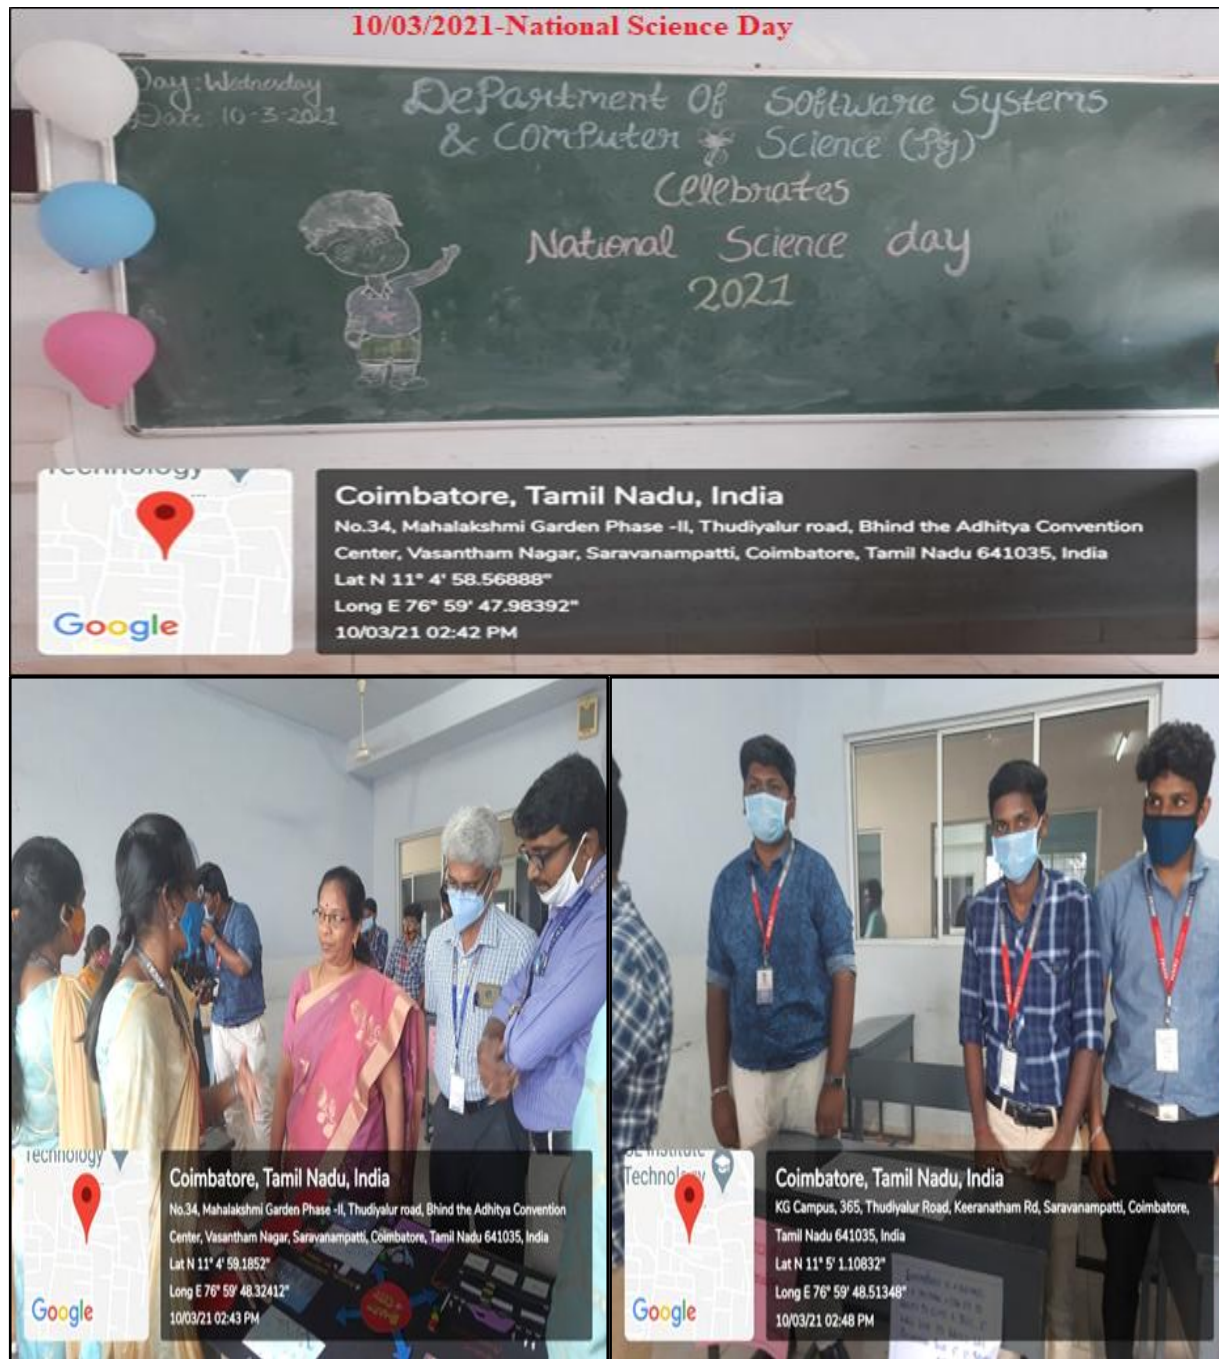 10/03/2021-National Science Day
Day: Wednesday
Date: 10-3-2021
DePartment Of Software Systems
& Computer Science (Pg)
Celebrates
National Science day
2021
Technology
Google
Coimbatore, Tamil Nadu, India
No.34, Mahalakshmi Garden Phase -II, Thudiyalur road, Bhind the Adhitya Convention
Center, Vasantham Nagar, Saravanampatti, Coimbatore, Tamil Nadu 641035, India
Lat N 11° 4' 58.56888"
Long E 76° 59' 47.98392"
10/03/21 02:42 PM
Technology
Google
Coimbatore, Tamil Nadu, India
No.34, Mahalakshmi Garden Phase -II, Thudiyalur road, Bhind the Adhitya Convention
Center, Vasantham Nagar, Saravanampatti, Coimbatore, Tamil Nadu 641035, India
Lat N 11° 4' 59.1852"
Long E 76° 59' 48.32412"
10/03/21 02:43 PM
Institute
Google
Coimbatore, Tamil Nadu, India
KG Campus, 365, Thudiyalur Road, Keeranatham Rd, Saravanampatti, Coimbatore,
Tamil Nadu 641035, India
Lat N 11° 5' 1.10832"
Long E 76° 59' 48.51348"
10/03/21 02:48 PM